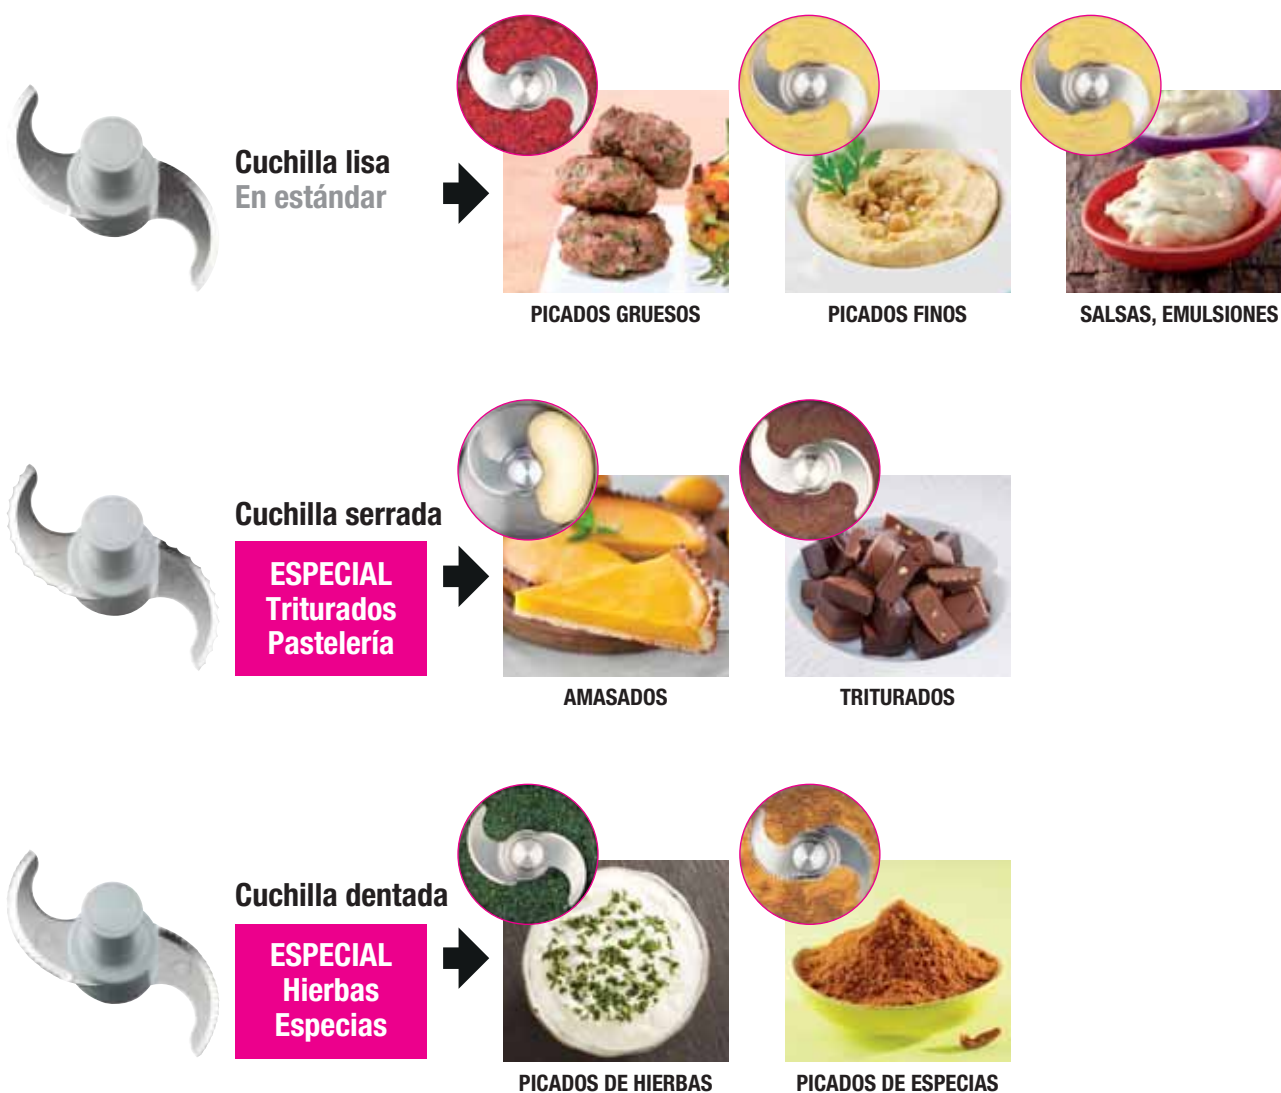 Cuchilla lisa
En estándar
PICADOS GRUESOS
PICADOS FINOS
SALSAS, EMULSIONES
Cuchilla serrada
ESPECIAL
Triturados
Pastelería
AMASADOS
TRITURADOS
Cuchilla dentada
ESPECIAL
Hierbas
Especias
PICADOS DE HIERBAS
PICADOS DE ESPECIAS